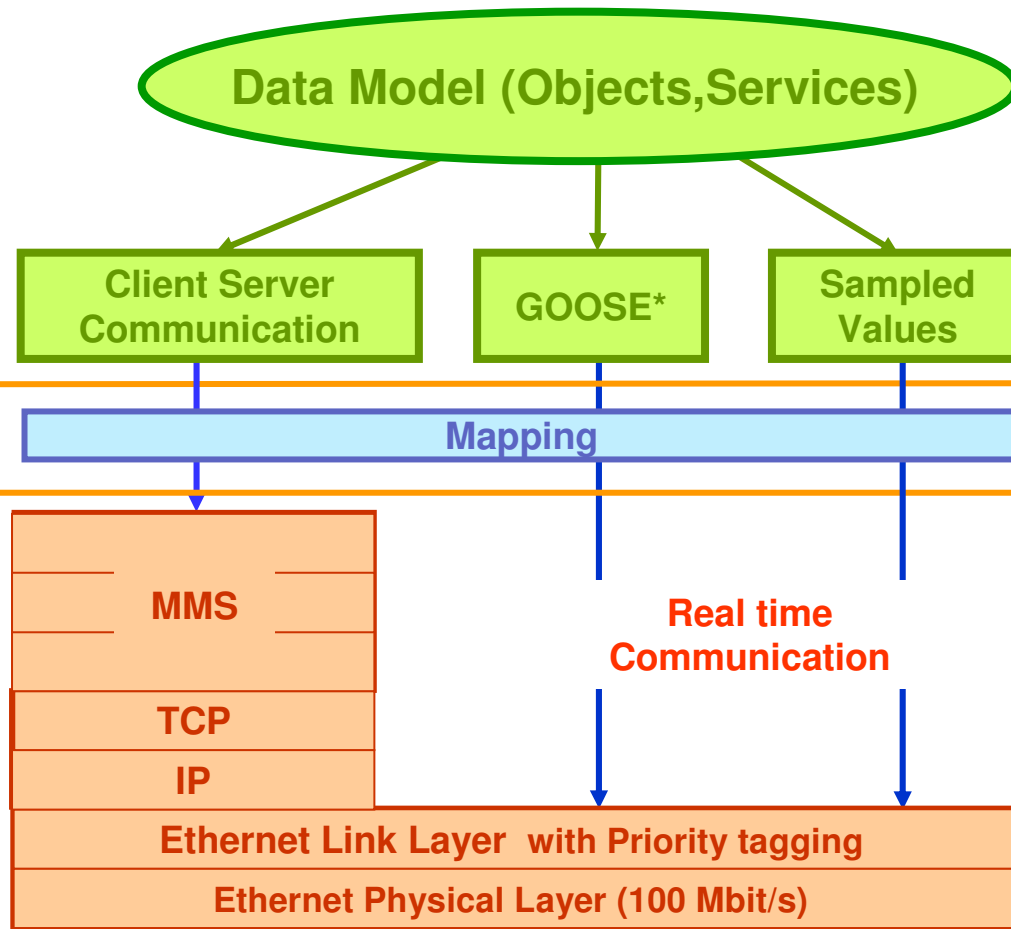 Data Model (Objects,Services)
Client Server
Communication
GOOSE*
Sampled
Values
Mapping
MMS
Real time
Communication
TCP
IP
Ethernet Link Layer with Priority tagging
Ethernet Physical Layer (100 Mbit/s)